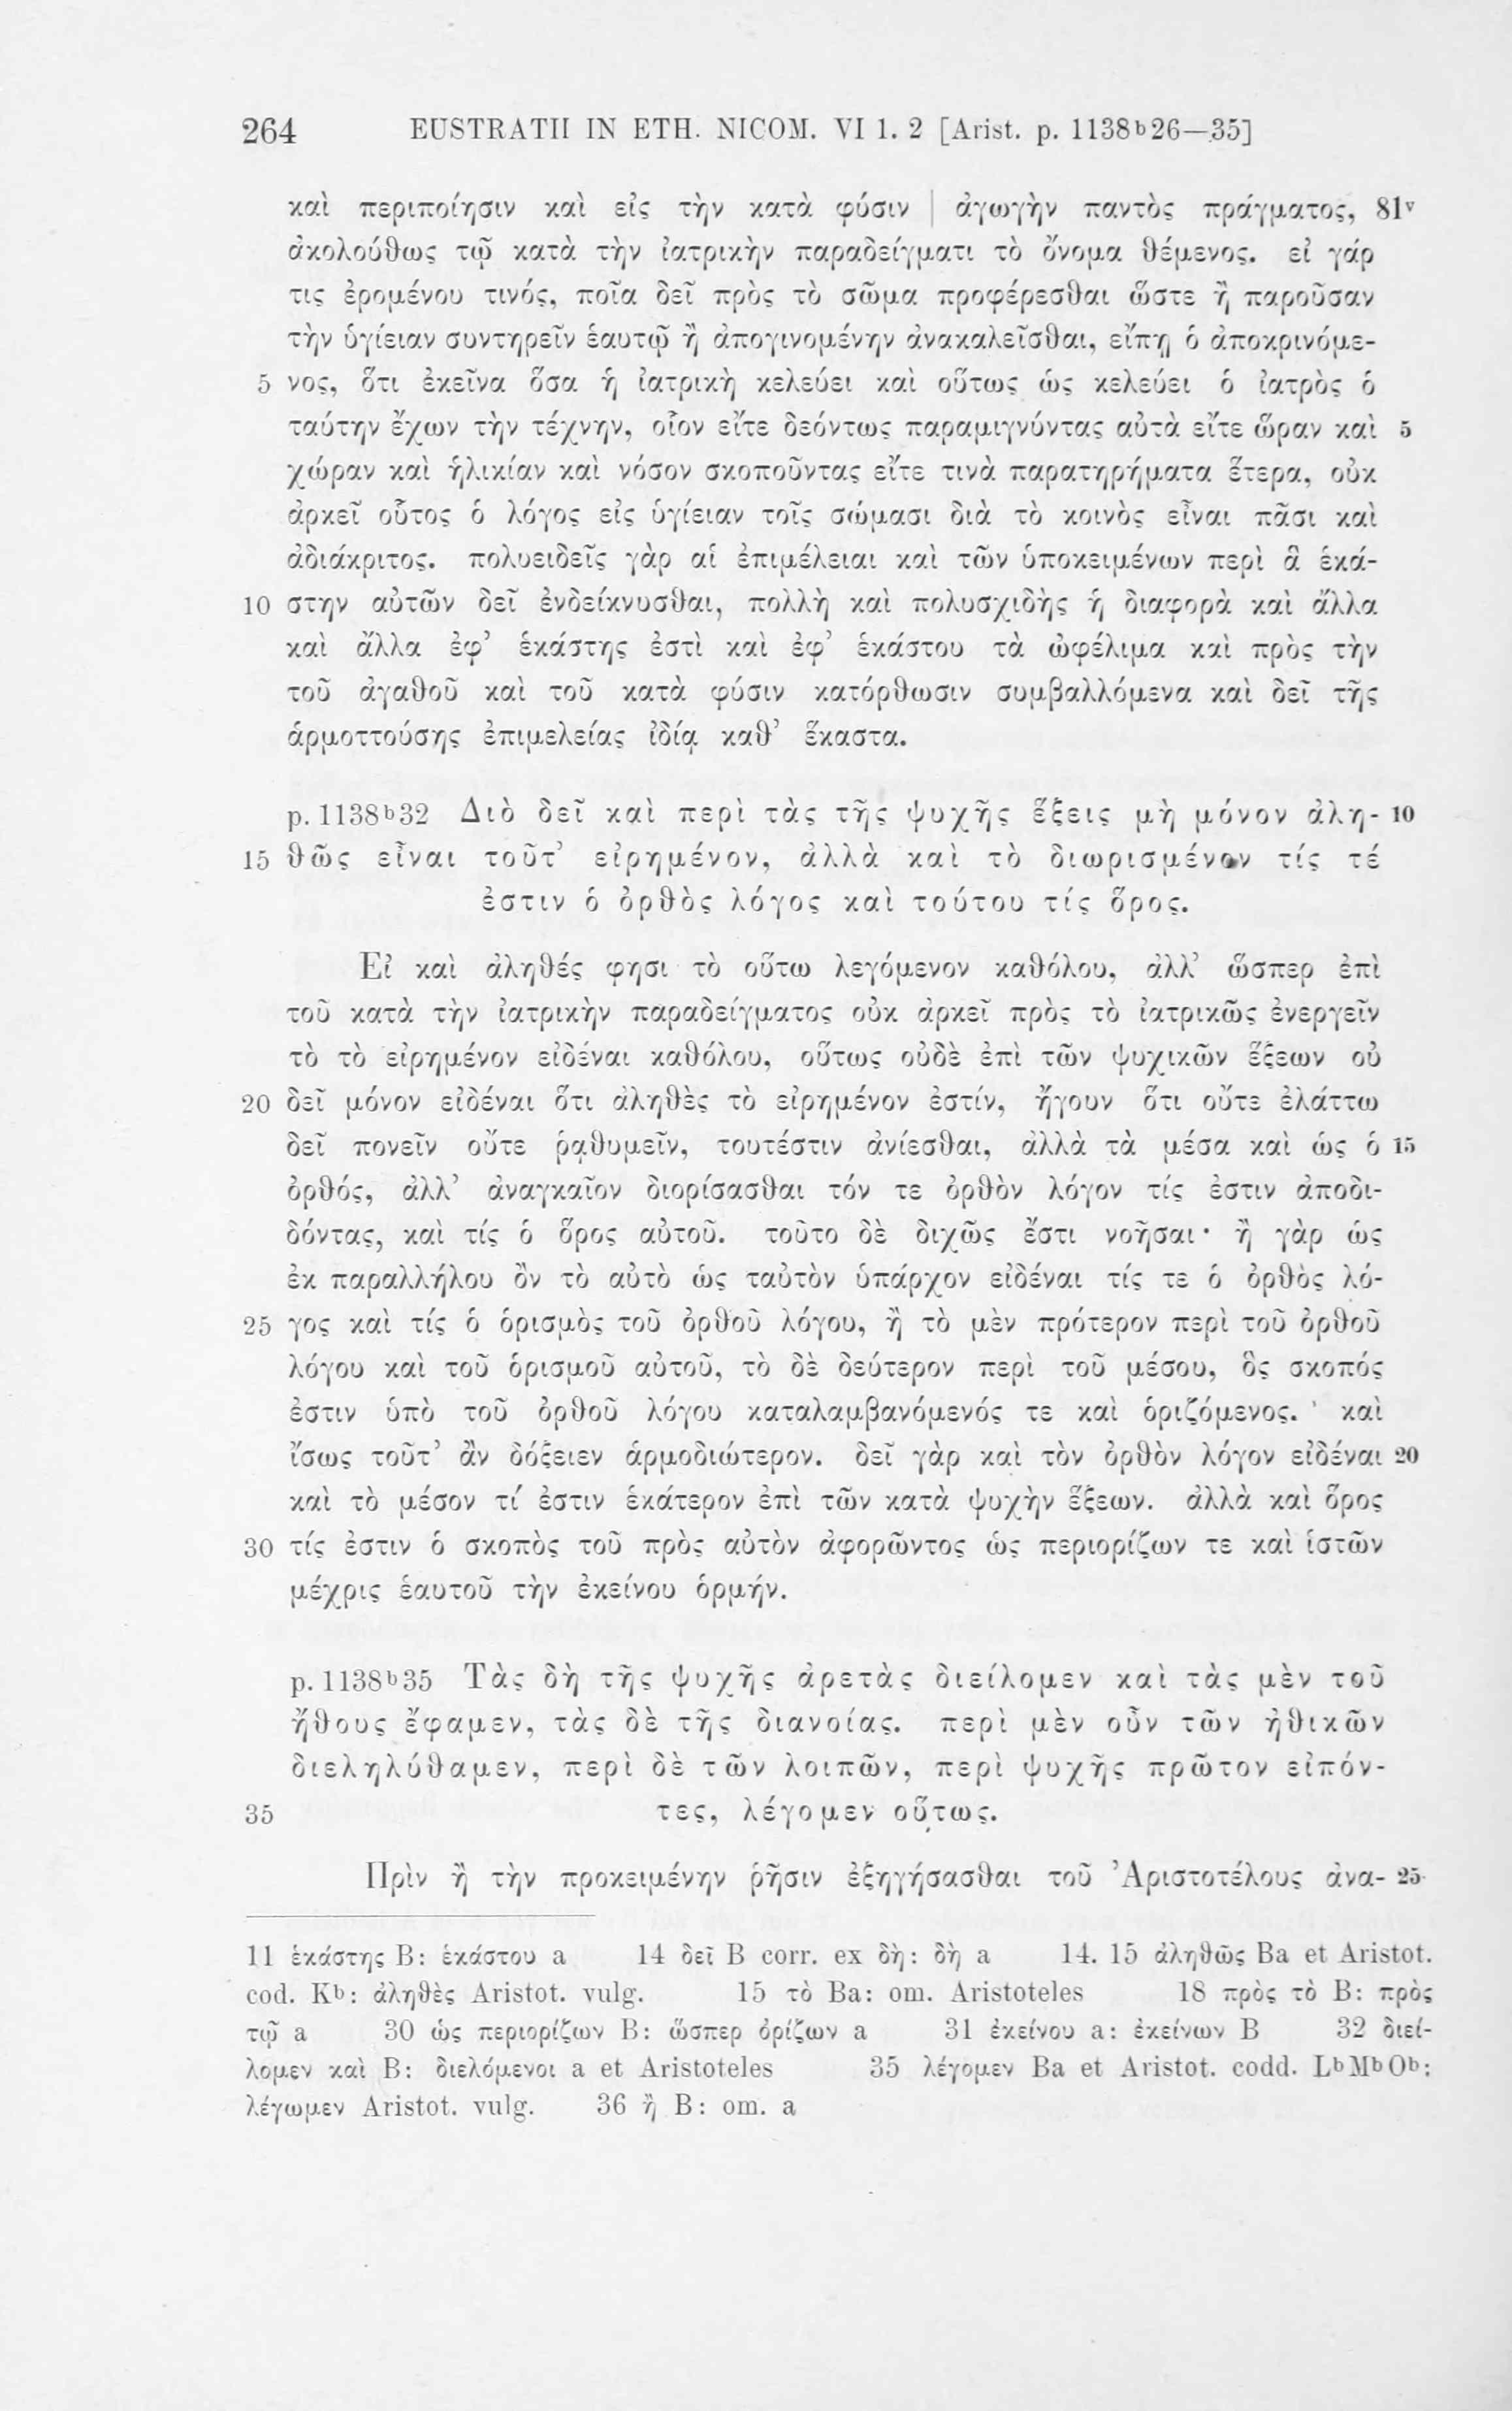 264 EUSTRATII IN ETH. NICOM. VI 1. 2 [Arist. p. 1138ᵇ26—35]
καὶ περιποίησιν καὶ εἰς τὴν κατὰ φύσιν | ἀγωγὴν παντὸς πράγματος, 81ᵛ
ἀκολούθως τῷ κατὰ τὴν ἰατρικὴν παραδείγματι τὸ ὄνομα θέμενος. εἰ γάρ
τις ἐρομένου τινός, ποῖα δεῖ πρὸς τὸ σῶμα προφέρεσθαι ὥστε ἢ παροῦσαν
τὴν ὑγίειαν συντηρεῖν ἑαυτῷ ἢ ἀπογινομένην ἀνακαλεῖσθαι, εἴπῃ ὁ ἀποκρινόμε-
5 νος, ὅτι ἐκεῖνα ὅσα ἡ ἰατρικὴ κελεύει καὶ οὕτως ὡς κελεύει ὁ ἰατρὸς ὁ
ταύτην ἔχων τὴν τέχνην, οἷον εἴτε δεόντως παραμιγνύντας αὐτὰ εἴτε ὥραν καὶ 5
χώραν καὶ ἡλικίαν καὶ νόσον σκοποῦντας εἴτε τινὰ παρατηρήματα ἕτερα, οὐκ
ἀρκεῖ οὗτος ὁ λόγος εἰς ὑγίειαν τοῖς σώμασι διὰ τὸ κοινὸς εἶναι πᾶσι καὶ
ἀδιάκριτος. πολυειδεῖς γὰρ αἱ ἐπιμέλειαι καὶ τῶν ὑποκειμένων περὶ ἃ ἑκά-
10 στην αὐτῶν δεῖ ἐνδείκνυσθαι, πολλὴ καὶ πολυσχιδὴς ἡ διαφορὰ καὶ ἄλλα
καὶ ἄλλα ἐφ’ ἑκάστης ἐστὶ καὶ ἐφ’ ἑκάστου τὰ ὠφέλιμα καὶ πρὸς τὴν
τοῦ ἀγαθοῦ καὶ τοῦ κατὰ φύσιν κατόρθωσιν συμβαλλόμενα καὶ δεῖ τῆς
ἁρμοττούσης ἐπιμελείας ἰδίᾳ καθ’ ἕκαστα.
p. 1138ᵇ32 Διὸ δεῖ καὶ περὶ τὰς τῆς ψυχῆς ἕξεις μὴ μόνον ἀλη- 10
15 θῶς εἶναι τοῦτ’ εἰρημένον, ἀλλὰ καὶ τὸ διωρισμένον τίς τέ
ἐστιν ὁ ὀρθὸς λόγος καὶ τούτου τίς ὅρος.
Εἰ καὶ ἀληθές φησι τὸ οὕτω λεγόμενον καθόλου, ἀλλ’ ὥσπερ ἐπὶ
τοῦ κατὰ τὴν ἰατρικὴν παραδείγματος οὐκ ἀρκεῖ πρὸς τὸ ἰατρικῶς ἐνεργεῖν
τὸ τὸ εἰρημένον εἰδέναι καθόλου, οὕτως οὐδὲ ἐπὶ τῶν ψυχικῶν ἕξεων οὐ
20 δεῖ μόνον εἰδέναι ὅτι ἀληθὲς τὸ εἰρημένον ἐστίν, ἤγουν ὅτι οὔτε ἐλάττω
δεῖ πονεῖν οὔτε ῥᾳθυμεῖν, τουτέστιν ἀνίεσθαι, ἀλλὰ τὰ μέσα καὶ ὡς ὁ 15
ὀρθός, ἀλλ’ ἀναγκαῖον διορίσασθαι τόν τε ὀρθὸν λόγον τίς ἐστιν ἀποδι-
δόντας, καὶ τίς ὁ ὅρος αὐτοῦ. τοῦτο δὲ διχῶς ἔστι νοῆσαι· ἢ γὰρ ὡς
ἐκ παραλλήλου ὂν τὸ αὐτὸ ὡς ταὐτὸν ὑπάρχον εἰδέναι τίς τε ὁ ὀρθὸς λό-
25 γος καὶ τίς ὁ ὁρισμὸς τοῦ ὀρθοῦ λόγου, ἢ τὸ μὲν πρότερον περὶ τοῦ ὀρθοῦ
λόγου καὶ τοῦ ὁρισμοῦ αὐτοῦ, τὸ δὲ δεύτερον περὶ τοῦ μέσου, ὃς σκοπός
ἐστιν ὑπὸ τοῦ ὀρθοῦ λόγου καταλαμβανόμενός τε καὶ ὁριζόμενος. καὶ
ἴσως τοῦτ’ ἂν δόξειεν ἁρμοδιώτερον. δεῖ γὰρ καὶ τὸν ὀρθὸν λόγον εἰδέναι 20
καὶ τὸ μέσον τί ἐστιν ἑκάτερον ἐπὶ τῶν κατὰ ψυχὴν ἕξεων. ἀλλὰ καὶ ὅρος
30 τίς ἐστιν ὁ σκοπὸς τοῦ πρὸς αὐτὸν ἀφορῶντος ὡς περιορίζων τε καὶ ἱστῶν
μέχρις ἑαυτοῦ τὴν ἐκείνου ὁρμήν.
p. 1138ᵇ35 Τὰς δὴ τῆς ψυχῆς ἀρετὰς διείλομεν καὶ τὰς μὲν τοῦ
ἤθους ἔφαμεν, τὰς δὲ τῆς διανοίας. περὶ μὲν οὖν τῶν ἠθικῶν
διεληλύθαμεν, περὶ δὲ τῶν λοιπῶν, περὶ ψυχῆς πρῶτον εἰπόν-
35 τες, λέγομεν οὕτως.
Πρὶν ἢ τὴν προκειμένην ῥῆσιν ἐξηγήσασθαι τοῦ Ἀριστοτέλους ἀνα- 25
11 ἑκάστης B: ἑκάστου a 14 δεῖ B corr. ex δὴ: δὴ a 14. 15 ἀληθῶς Ba et Aristot.
cod. Kᵇ: ἀληθὲς Aristot. vulg. 15 τὸ Ba: om. Aristoteles 18 πρὸς τὸ B: πρὸς
τῷ a 30 ὡς περιορίζων B: ὥσπερ ὁρίζων a 31 ἐκείνου a: ἐκείνων B 32 διεί-
λομεν καὶ B: διελόμενοι a et Aristoteles 35 λέγομεν Ba et Aristot. codd. LᵇMᵇOᵇ:
λέγωμεν Aristot. vulg. 36 ἢ B: om. a